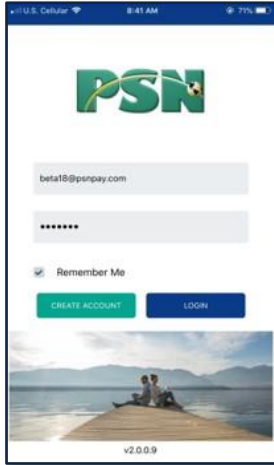 U.S. Cellular 8:41 AM 71%
PSN
beta18@psnpay.com
•••••••
Remember Me
CREATE ACCOUNT LOGIN
v2.0.0.9